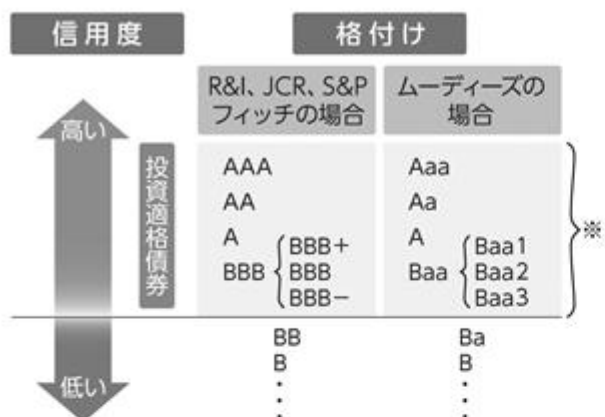 信用度
格付け
R&I、JCR、S&P
フィッチの場合
ムーディーズの
場合
高い
投資適格債券
低い
AAA
AA
A
BBB
BBB+
BBB
BBB−
Aaa
Aa
A
Baa
Baa1
Baa2
Baa3
※
BB
B
・
・
・
Ba
B
・
・
・